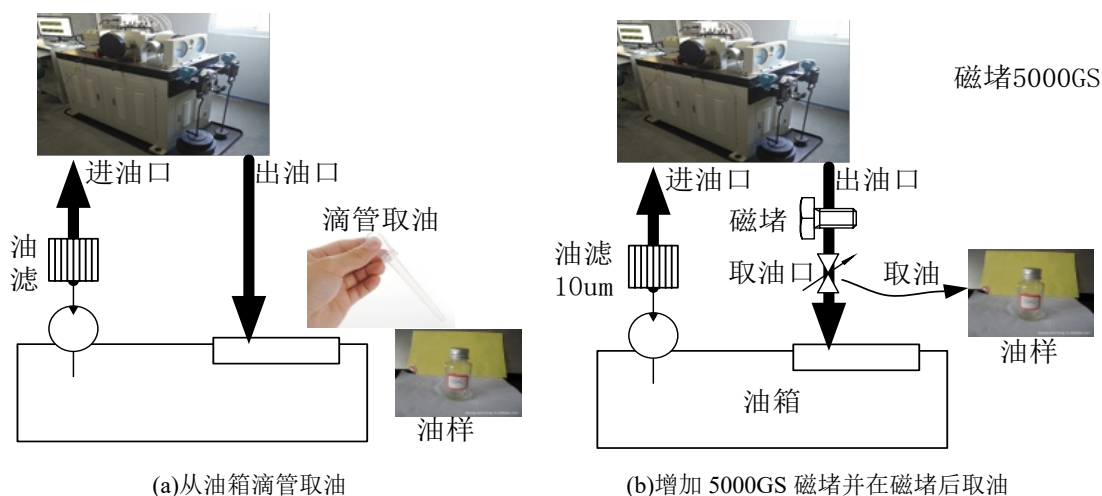 磁堵5000GS
进油口
出油口
滴管取油
油
滤
油样
(a)从油箱滴管取油
进油口
出油口
磁堵
油滤
10um
取油口
取油
油样
油箱
(b)增加 5000GS 磁堵并在磁堵后取油